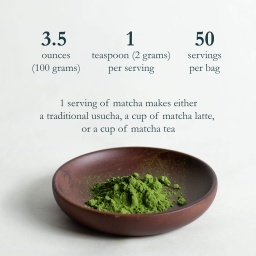 3.5
ounces
(100 grams)
1
teaspoon (2 grams)
per serving
50
servings
per bag
1 serving of matcha makes either
a traditional usucha, a cup of matcha latte,
or a cup of matcha tea